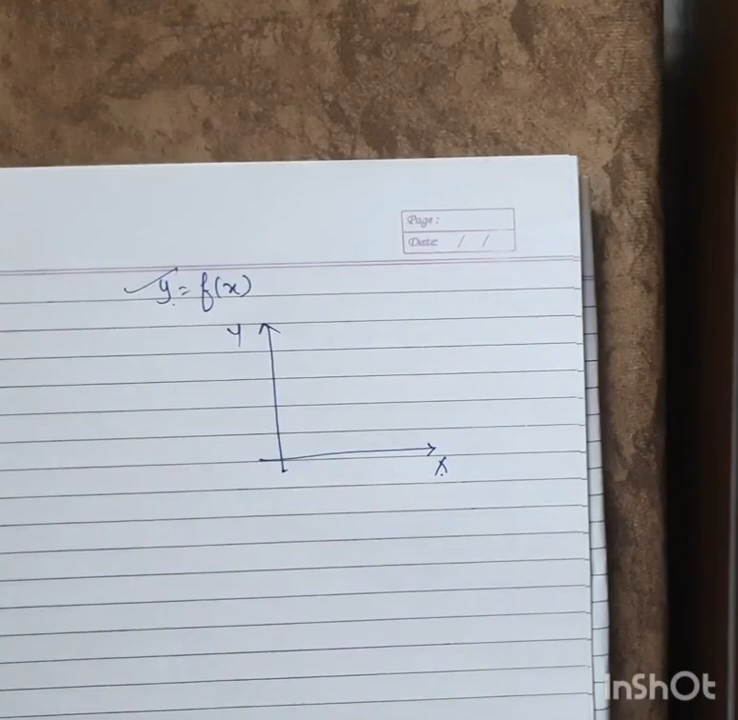 Page:
Date: / /
y = f(x)
Y
X
InShOt